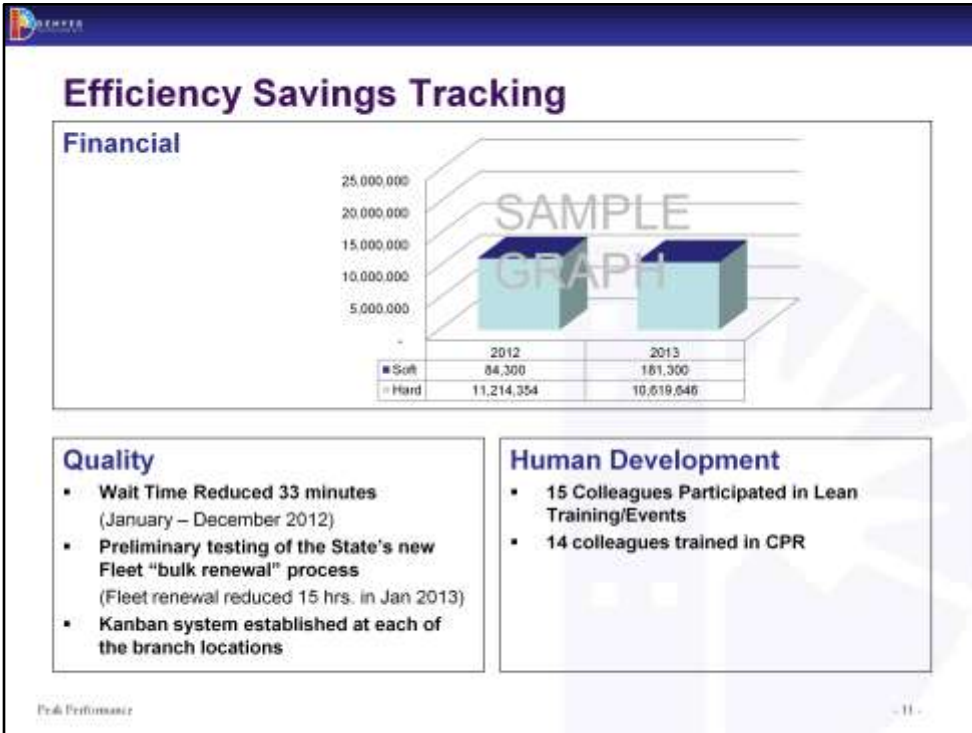 DENVER
Efficiency Savings Tracking
Financial
25,000,000
20,000,000
15,000,000
10,000,000
5,000,000
-
SAMPLE
GRAPH
2012 2013
Soft 84,300 181,300
Hard 11,214,354 10,619,646
Quality
▪ Wait Time Reduced 33 minutes
(January – December 2012)
▪ Preliminary testing of the State’s new
Fleet “bulk renewal” process
(Fleet renewal reduced 15 hrs. in Jan 2013)
▪ Kanban system established at each of
the branch locations
Human Development
▪ 15 Colleagues Participated in Lean
Training/Events
▪ 14 colleagues trained in CPR
Peak Performance
- 11 -